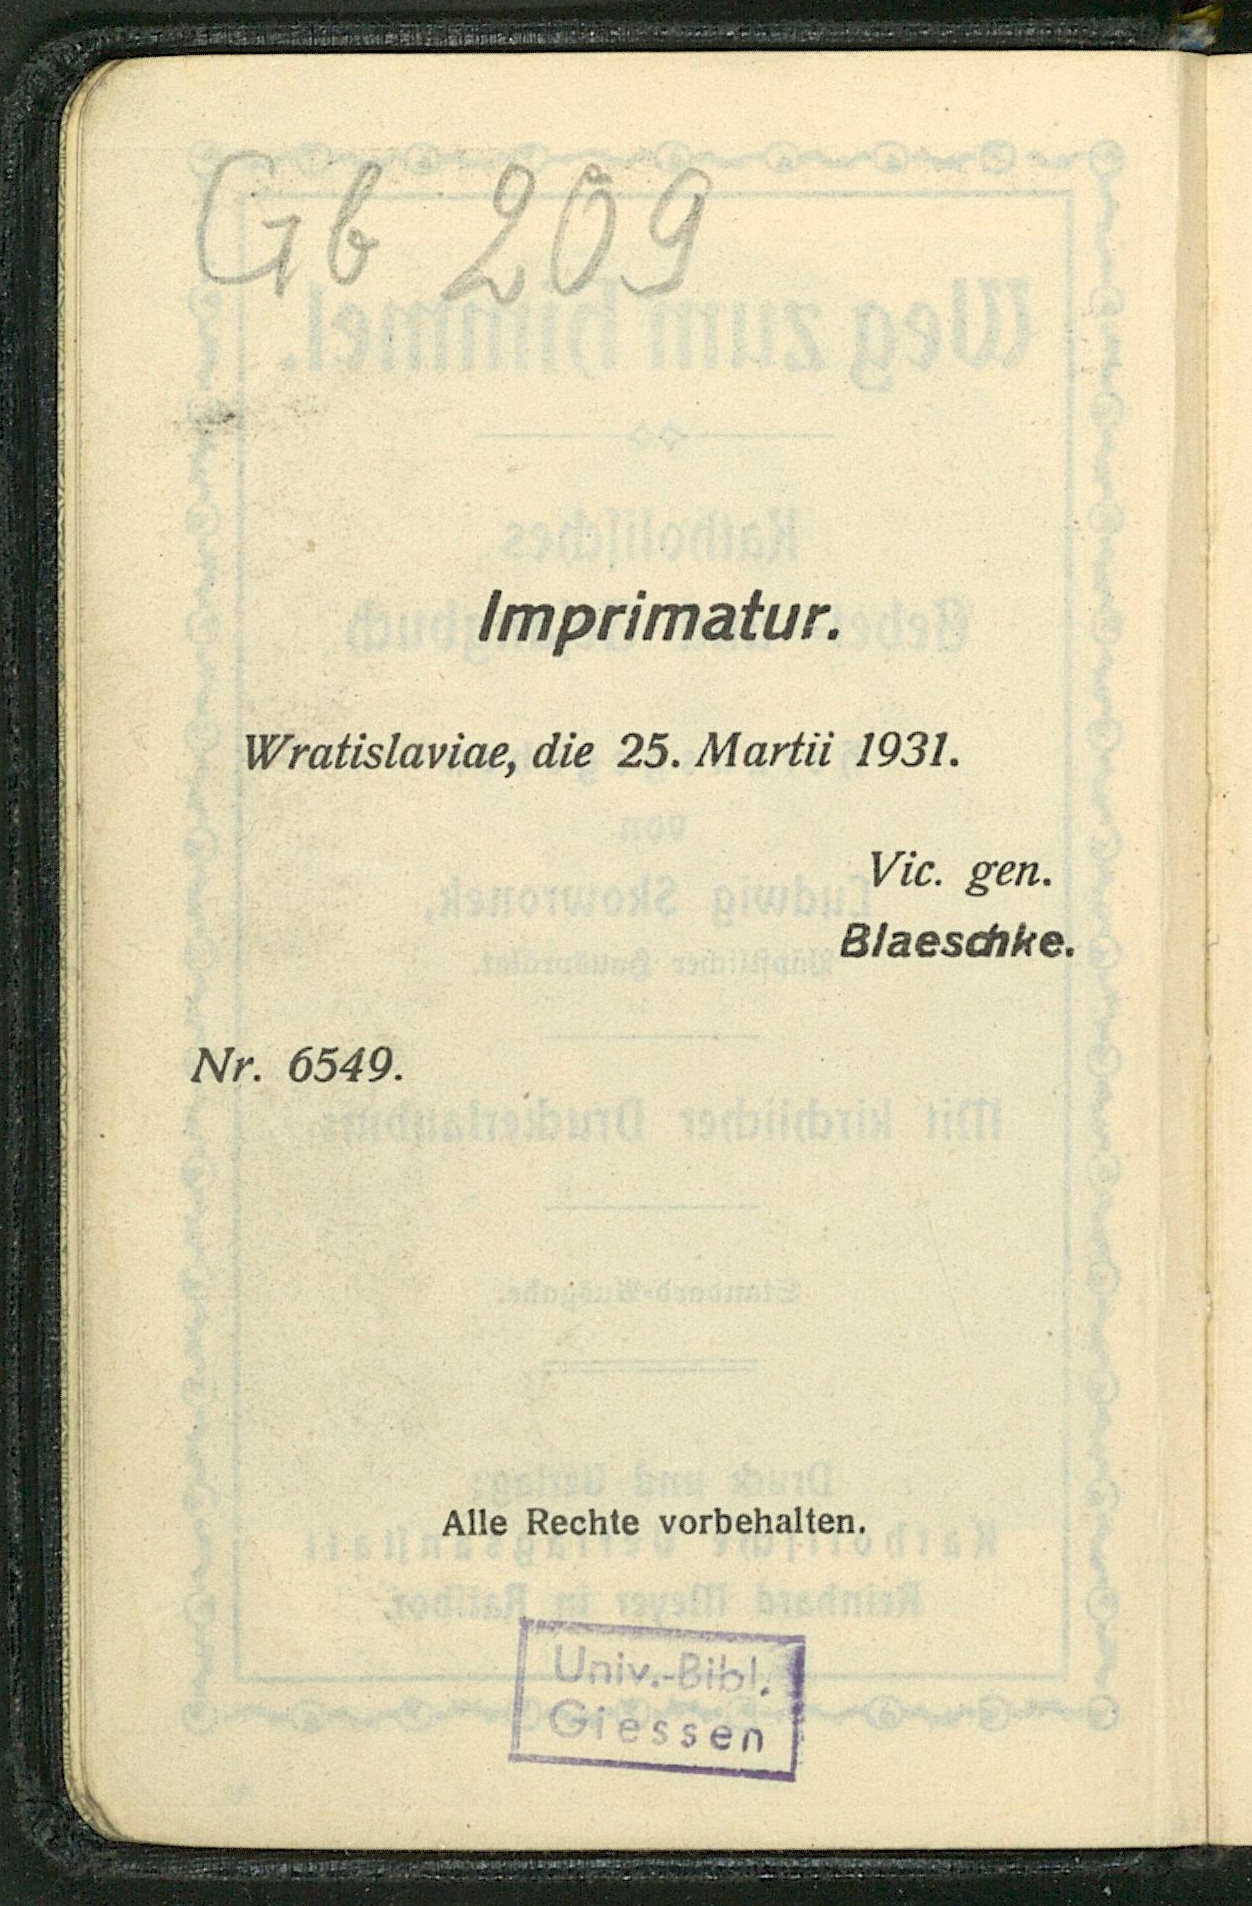 Gb 209
Imprimatur.
Wratislaviae, die 25. Martii 1931.
Vic. gen.
Blaeschke.
Nr. 6549.
Alle Rechte vorbehalten.
Univ.-Bibl.
Giessen